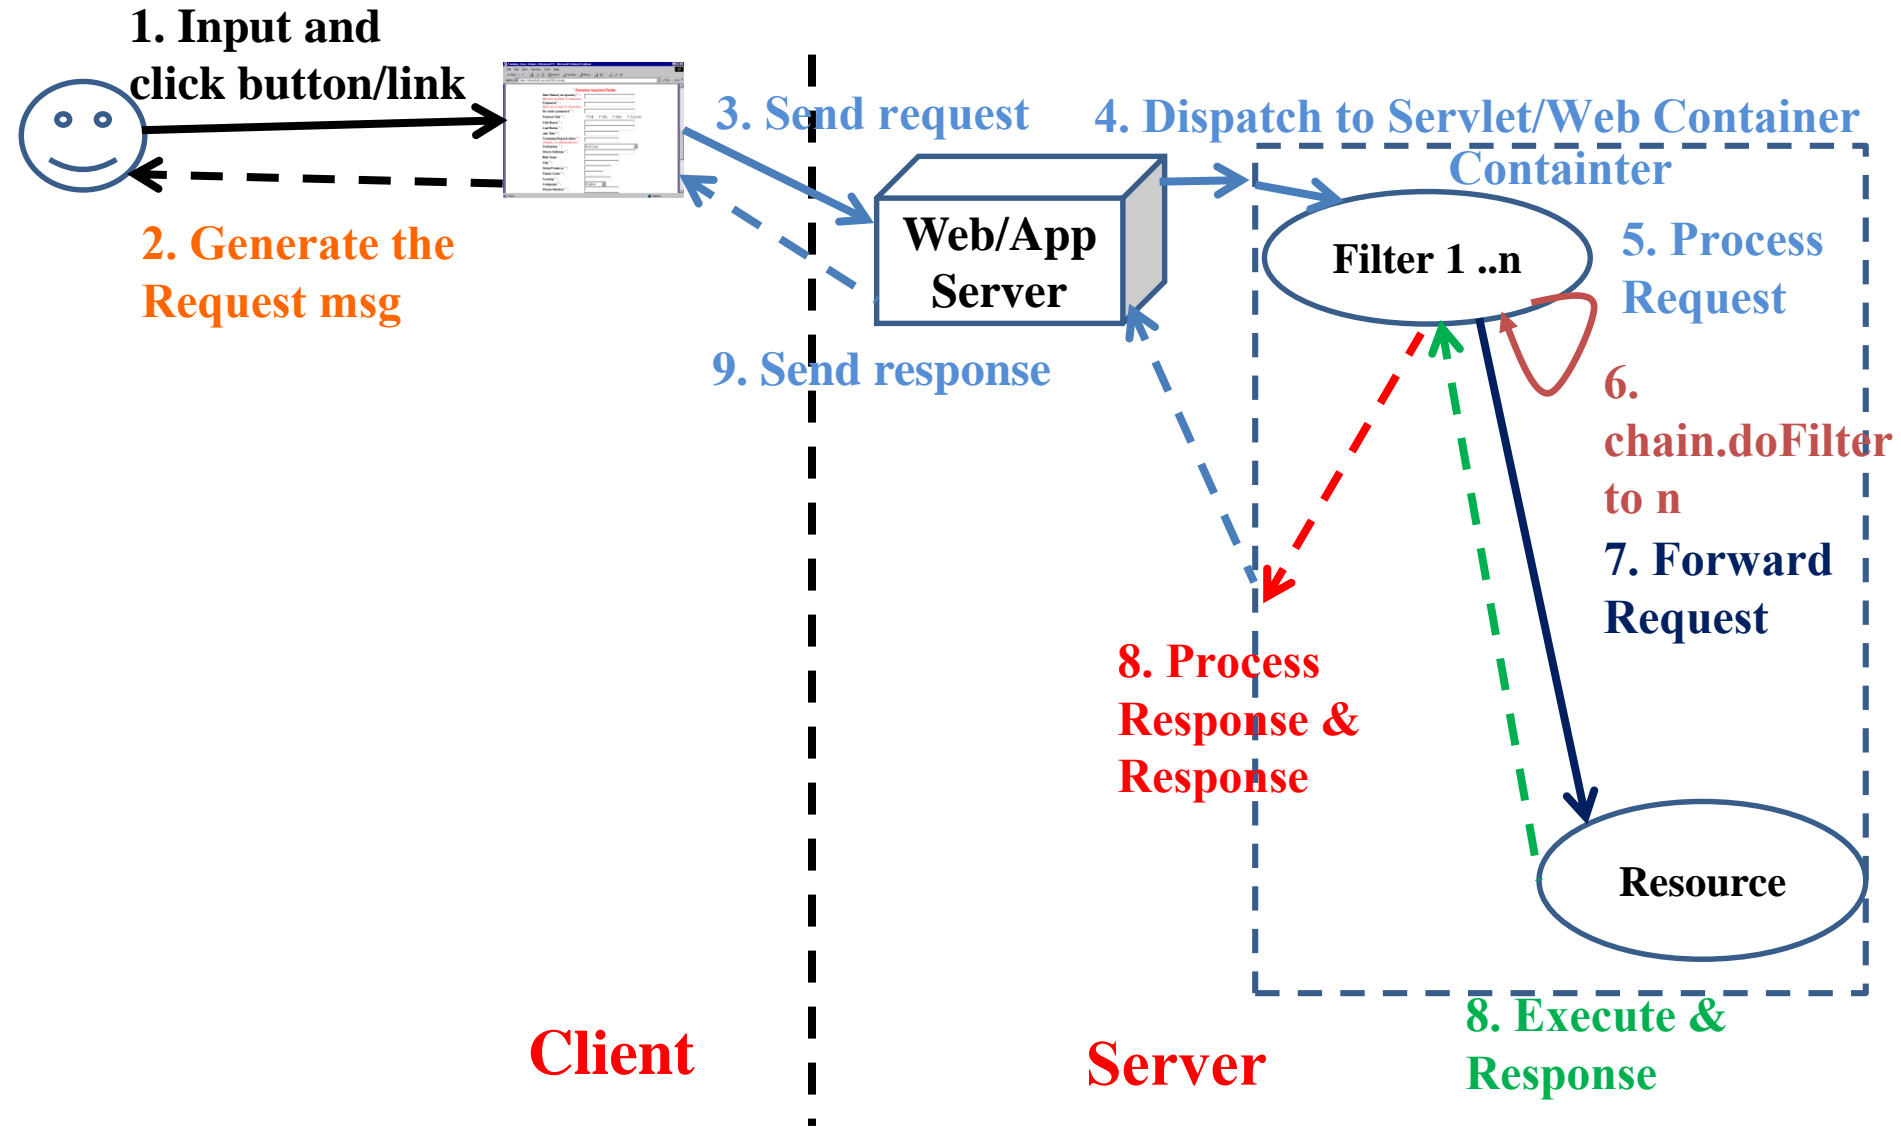 1. Input and
click button/link
2. Generate the
Request msg
3. Send request
4. Dispatch to Servlet/Web Container
Containter
Web/App
Server
Filter 1 ..n
5. Process
Request
9. Send response
6.
chain.doFilter
to n
7. Forward
Request
8. Process
Response &
Response
Resource
8. Execute &
Response
Client
Server